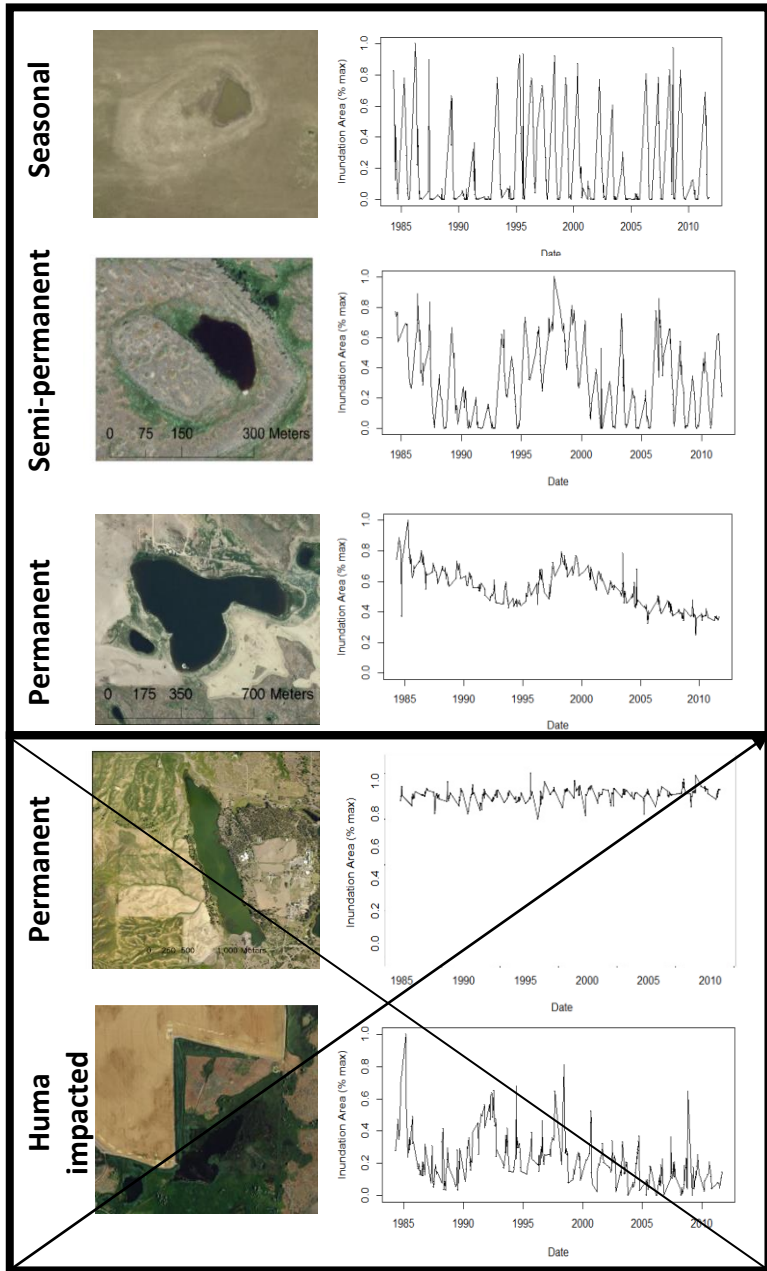 Seasonal
Inundation Area (% max)
1.0
0.8
0.6
0.4
0.2
0.0
1985 1990 1995 2000 2005 2010
Date
Semi-permanent
0 75 150 300 Meters
Inundation Area (% max)
1.0
0.8
0.6
0.4
0.2
0.0
1985 1990 1995 2000 2005 2010
Date
Permanent
0 175 350 700 Meters
Inundation Area (% max)
1.0
0.8
0.6
0.4
0.2
0.0
1985 1990 1995 2000 2005 2010
Date
Permanent
0 250 500 1,000 Meters
Inundation Area (% max)
1.0
0.8
0.6
0.4
0.2
0.0
1985 1990 1995 2000 2005 2010
Date
Huma
impacted
Inundation Area (% max)
1.0
0.8
0.6
0.4
0.2
0.0
1985 1990 1995 2000 2005 2010
Date